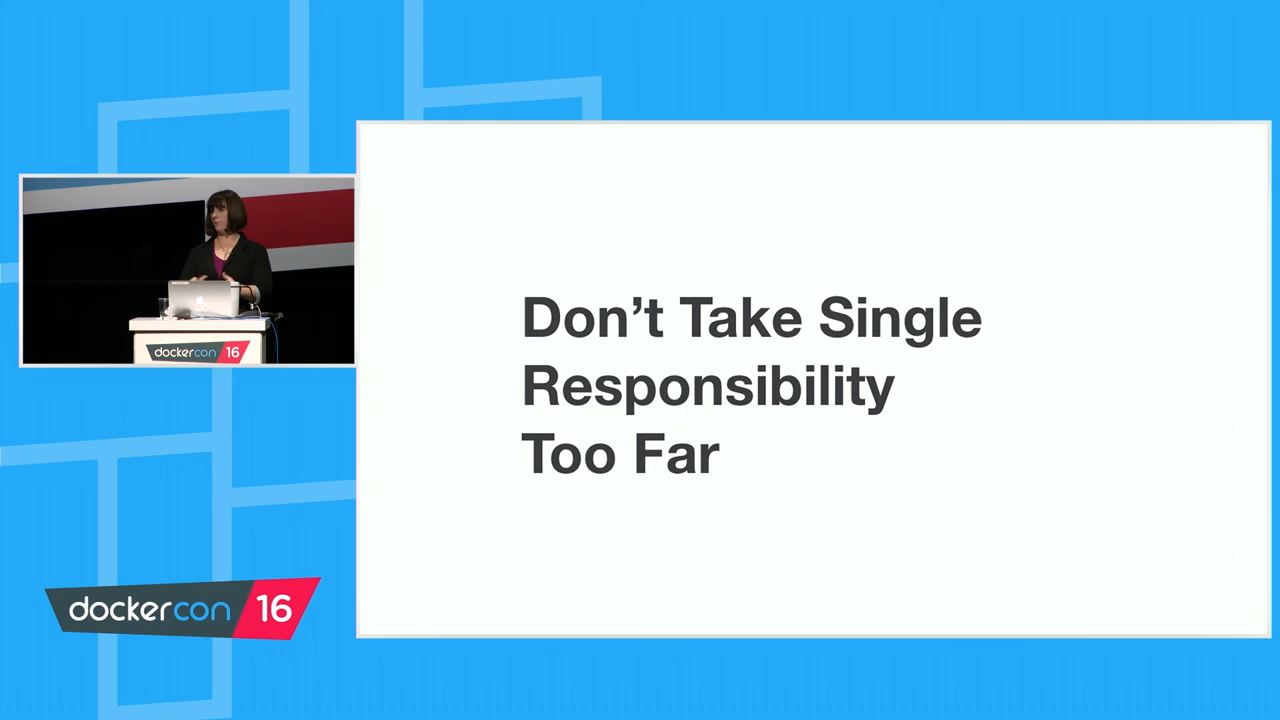 Don't Take Single
Responsibility
Too Far
dockercon 16
dockercon 16